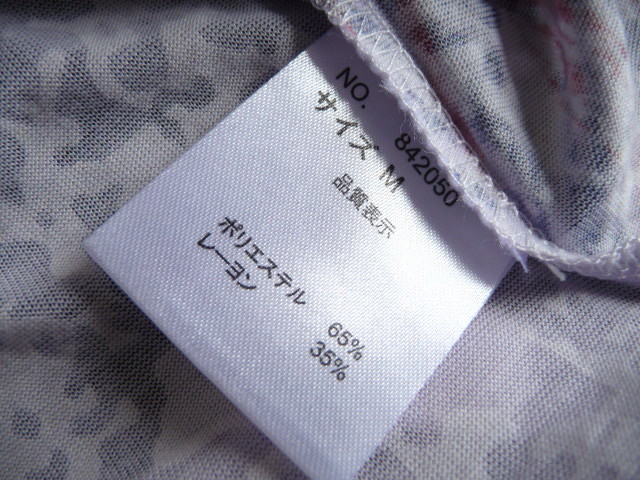 NO. 842050
サイズ M
品質表示
ポリエステル 65%
レーヨン 35%